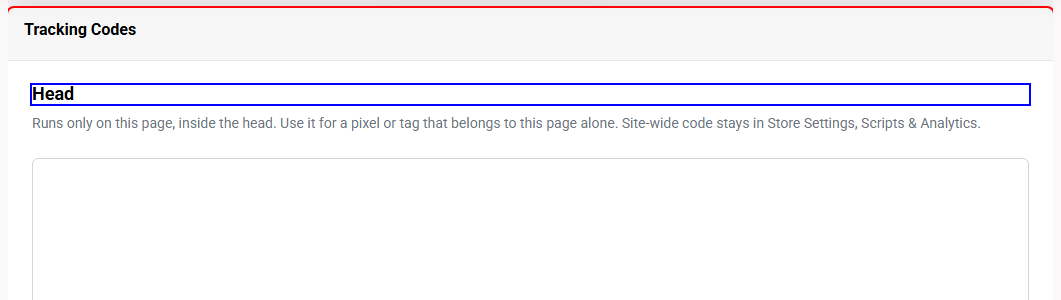 Tracking Codes
Head
Runs only on this page, inside the head. Use it for a pixel or tag that belongs to this page alone. Site-wide code stays in Store Settings, Scripts & Analytics.